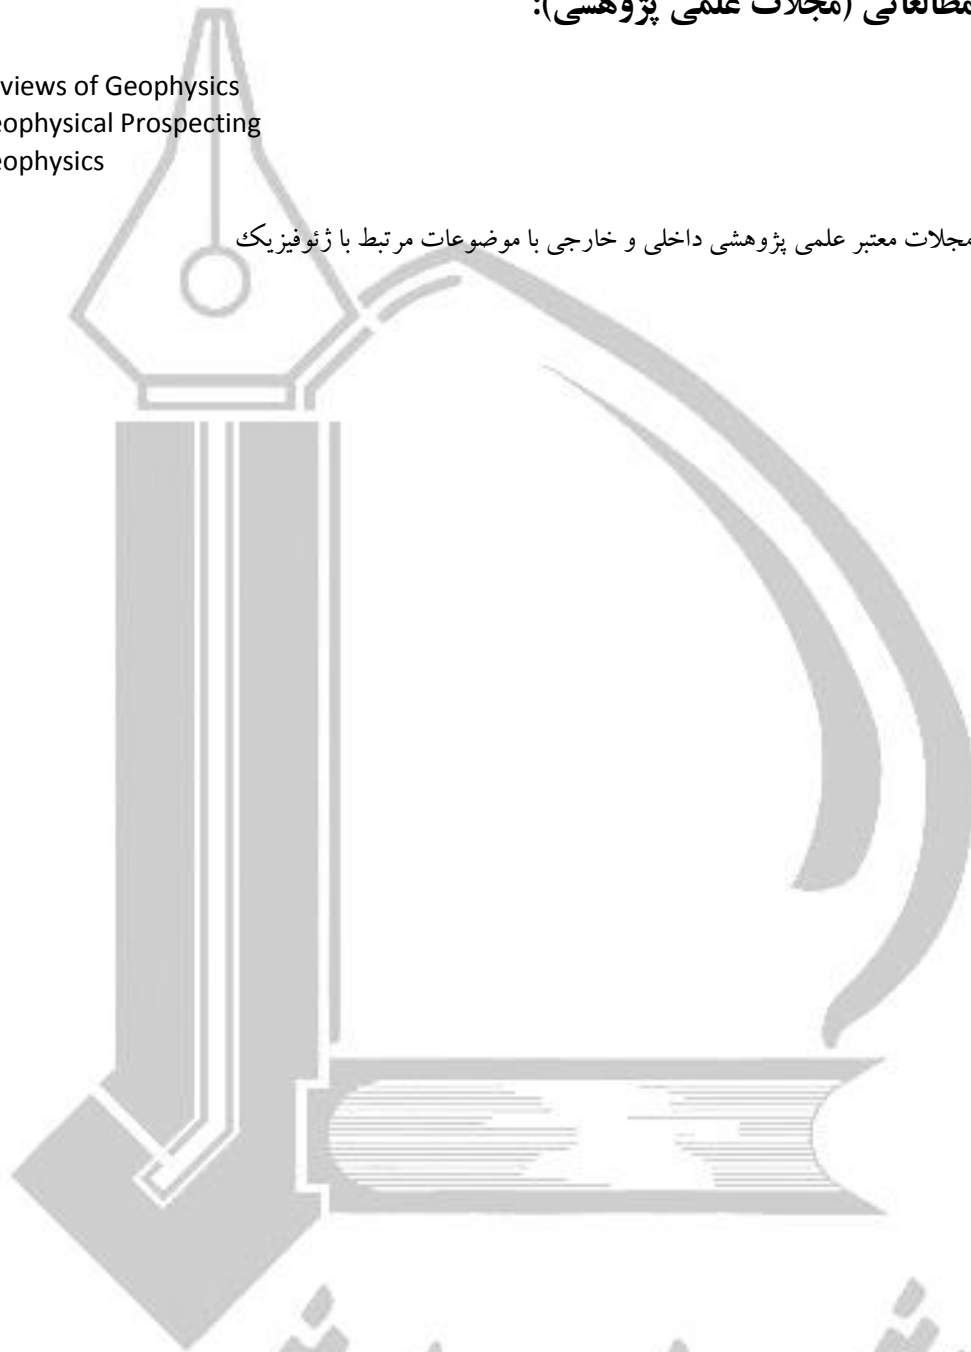 مطالعاتی (مجلات علمی پژوهشی):
views of Geophysics
eophysical Prospecting
eophysics
مجلات معتبر علمی پژوهشی داخلی و خارجی با موضوعات مرتبط با ژئوفیزیک